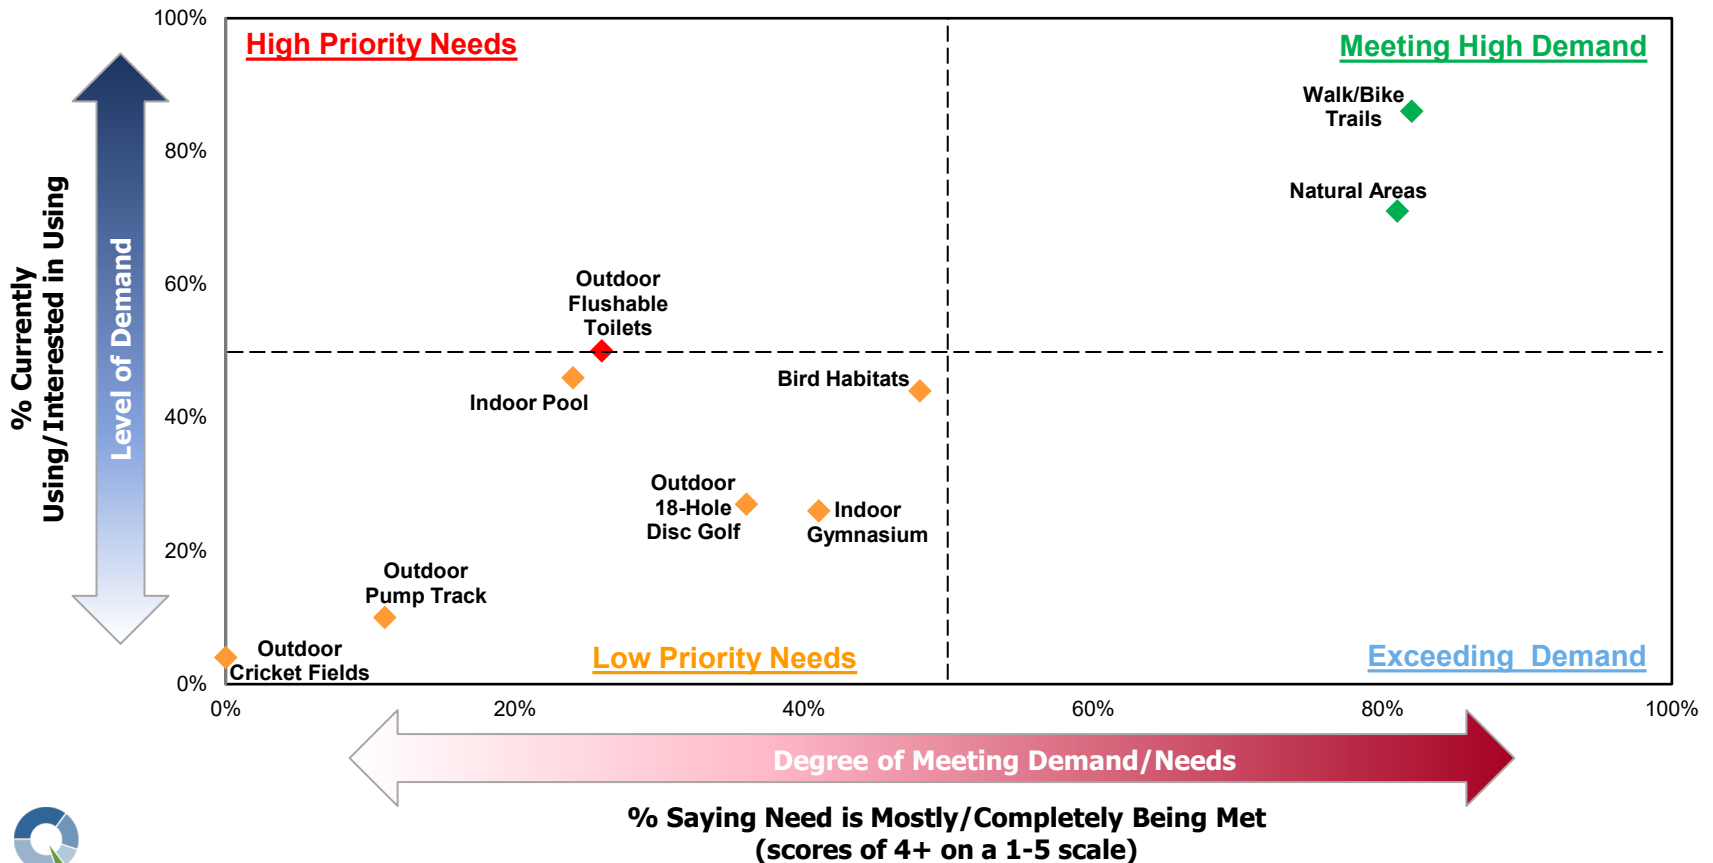 100%
High Priority Needs
Meeting High Demand
Walk/Bike
Trails
80%
Natural Areas
% Currently
Using/Interested in Using
Level of Demand
60%
Outdoor
Flushable
Toilets
Indoor Pool
Bird Habitats
40%
Outdoor
18-Hole
Disc Golf
Indoor
Gymnasium
20%
Outdoor
Pump Track
Outdoor
Cricket Fields
Low Priority Needs
Exceeding  Demand
0%
0%
20%
40%
60%
80%
100%
Degree of Meeting Demand/Needs
% Saying Need is Mostly/Completely Being Met
(scores of 4+ on a 1-5 scale)